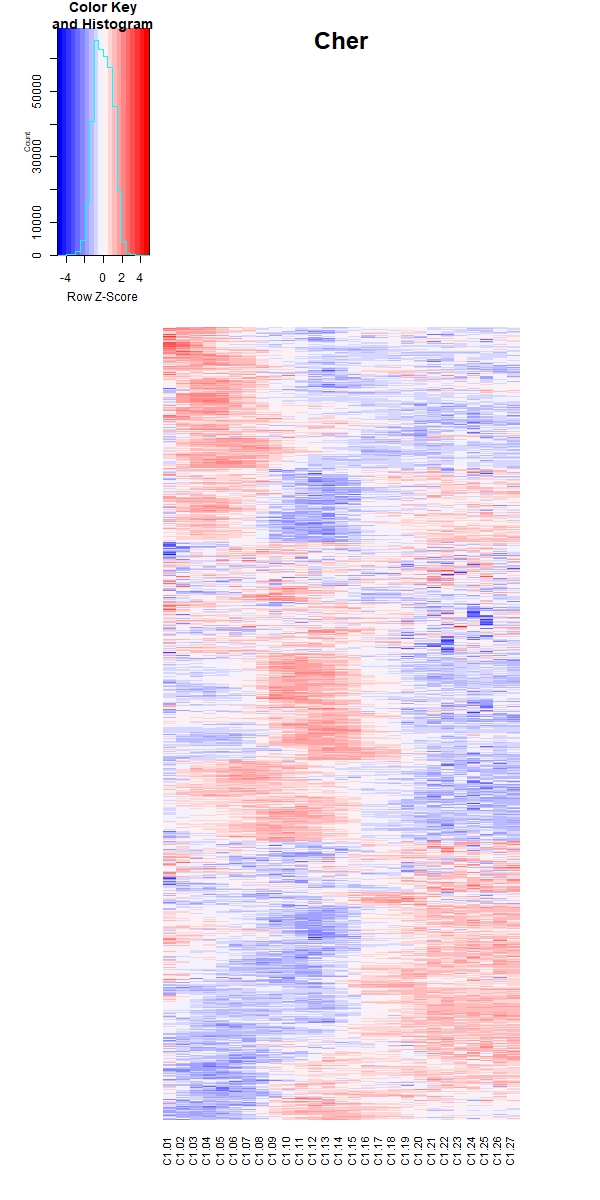 Color Key
and Histogram
Cher
Count
0
10000
30000
50000
-4
0
2
4
Row Z-Score
C1.01
C1.02
C1.03
C1.04
C1.05
C1.06
C1.07
C1.08
C1.09
C1.10
C1.11
C1.12
C1.13
C1.14
C1.15
C1.16
C1.17
C1.18
C1.19
C1.20
C1.21
C1.22
C1.23
C1.24
C1.25
C1.26
C1.27